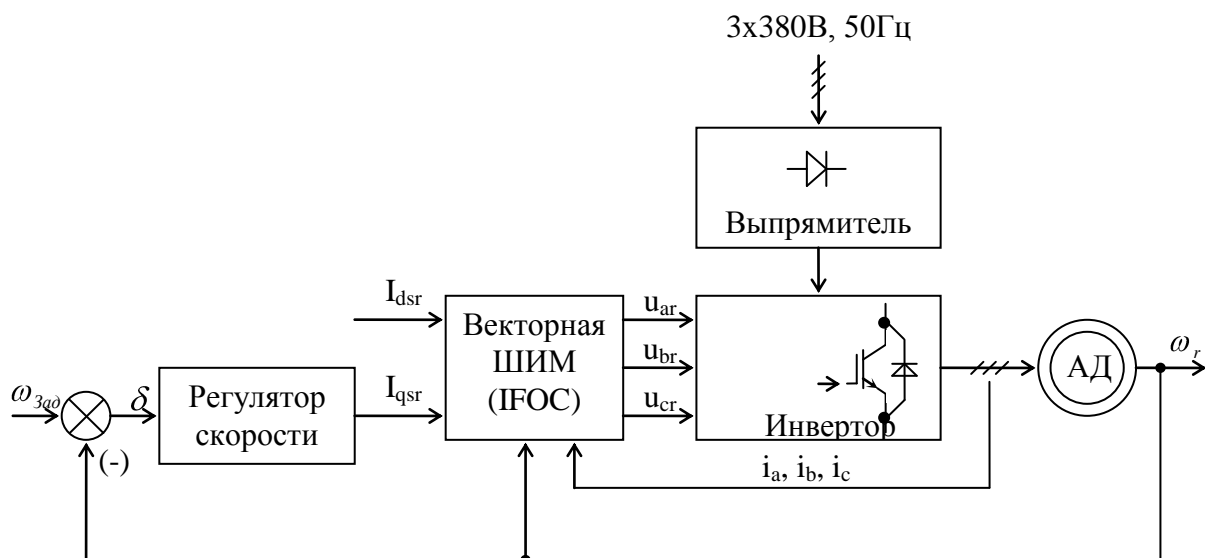 3x380В, 50Гц
Выпрямитель
I_dsr
Векторная
ШИМ
(IFOC)
u_ar
u_br
u_cr
Инвертор
АД
ω_r
ω_Зад
δ
(-)
Регулятор
скорости
I_qsr
i_a, i_b, i_c